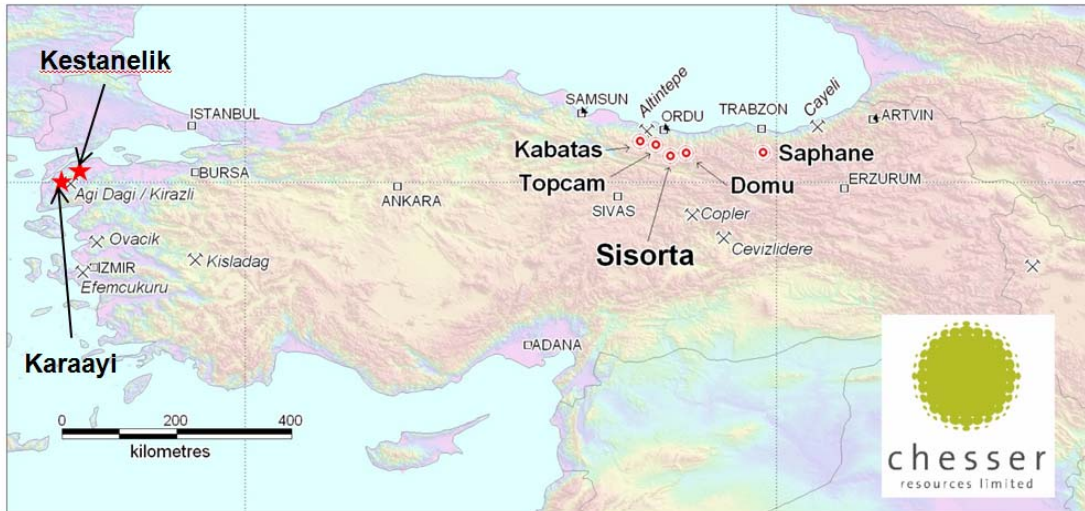 Kestanelik
ISTANBUL
SAMSUN
Altintepe
ORDU
TRABZON
Cayeli
ARTVIN
Kabatas
Saphane
BURSA
Topcam
Domu
ERZURUM
Agi Dagi / Kirazli
ANKARA
SIVAS
Copler
Ovacik
Sisorta
Cevizlidere
IZMIR
Kisladag
Efemcukuru
Karaayi
ADANA
0 200 400
kilometres
chesser
resources limited